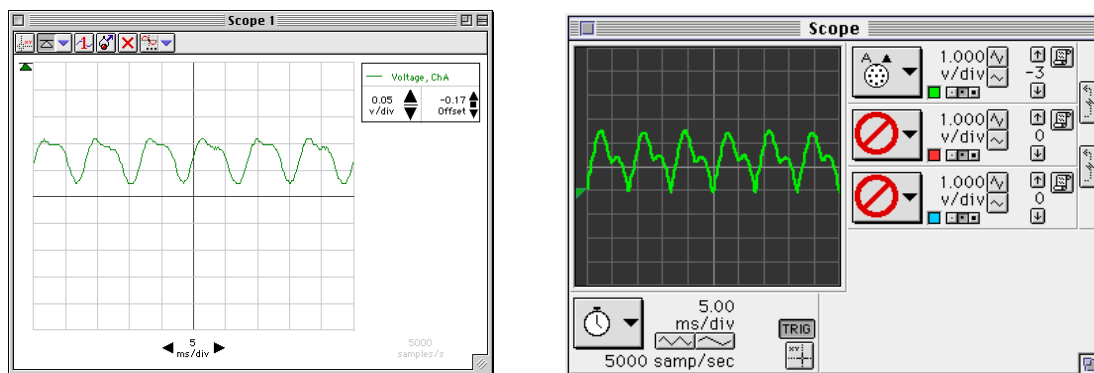 Scope 1
Voltage, ChA
0.05
v/div
-0.17
Offset
5
ms/div
5000
samples/s
Scope
A
1.000
v/div
-3
1.000
v/div
0
1.000
v/div
0
5.00
ms/div
5000 samp/sec
TRIG